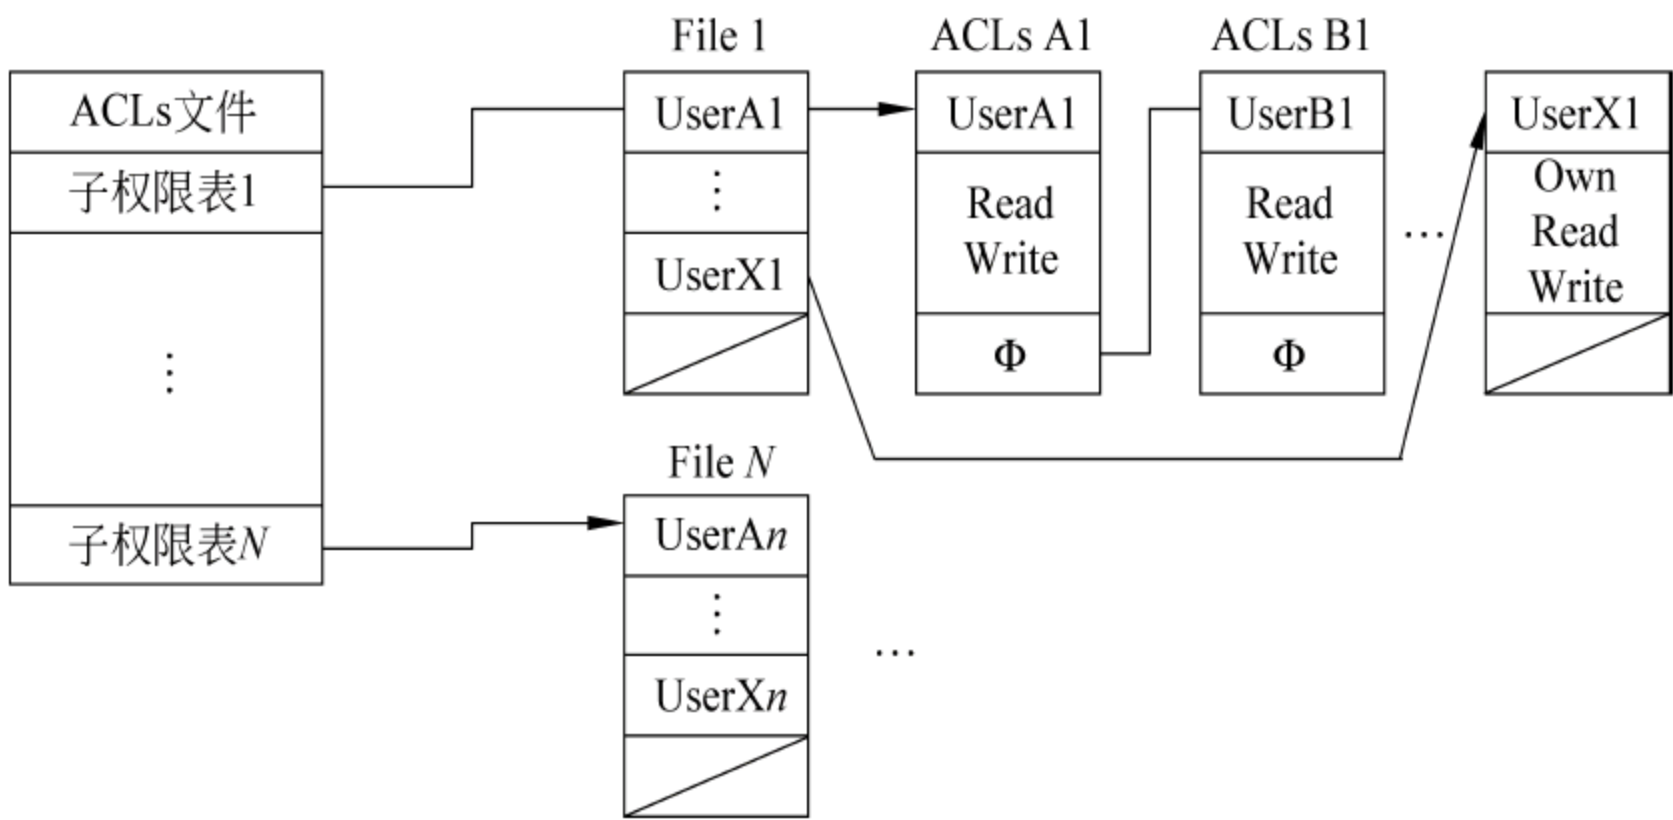 File 1
ACLs A1
ACLs B1
ACLs文件
子权限表1
⋮
子权限表N
UserA1
⋮
UserX1
UserA1
Read
Write
Φ
UserB1
Read
Write
Φ
…
UserX1
Own
Read
Write
File N
UserAn
⋮
UserXn
…